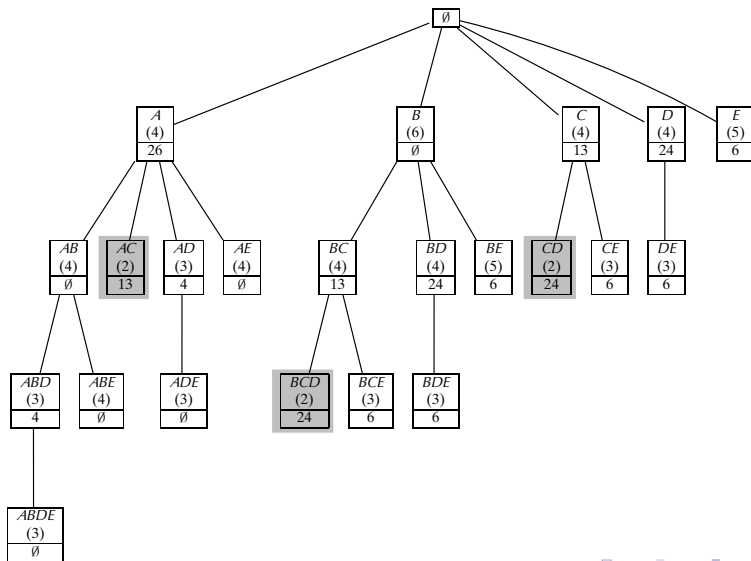 ∅
A
(4)
26
B
(6)
∅
C
(4)
13
D
(4)
24
E
(5)
6
AB
(4)
∅
AC
(2)
13
AD
(3)
4
AE
(4)
∅
BC
(4)
13
BD
(4)
24
BE
(5)
6
CD
(2)
24
CE
(3)
6
DE
(3)
6
ABD
(3)
4
ABE
(4)
∅
ADE
(3)
∅
BCD
(2)
24
BCE
(3)
6
BDE
(3)
6
ABDE
(3)
∅